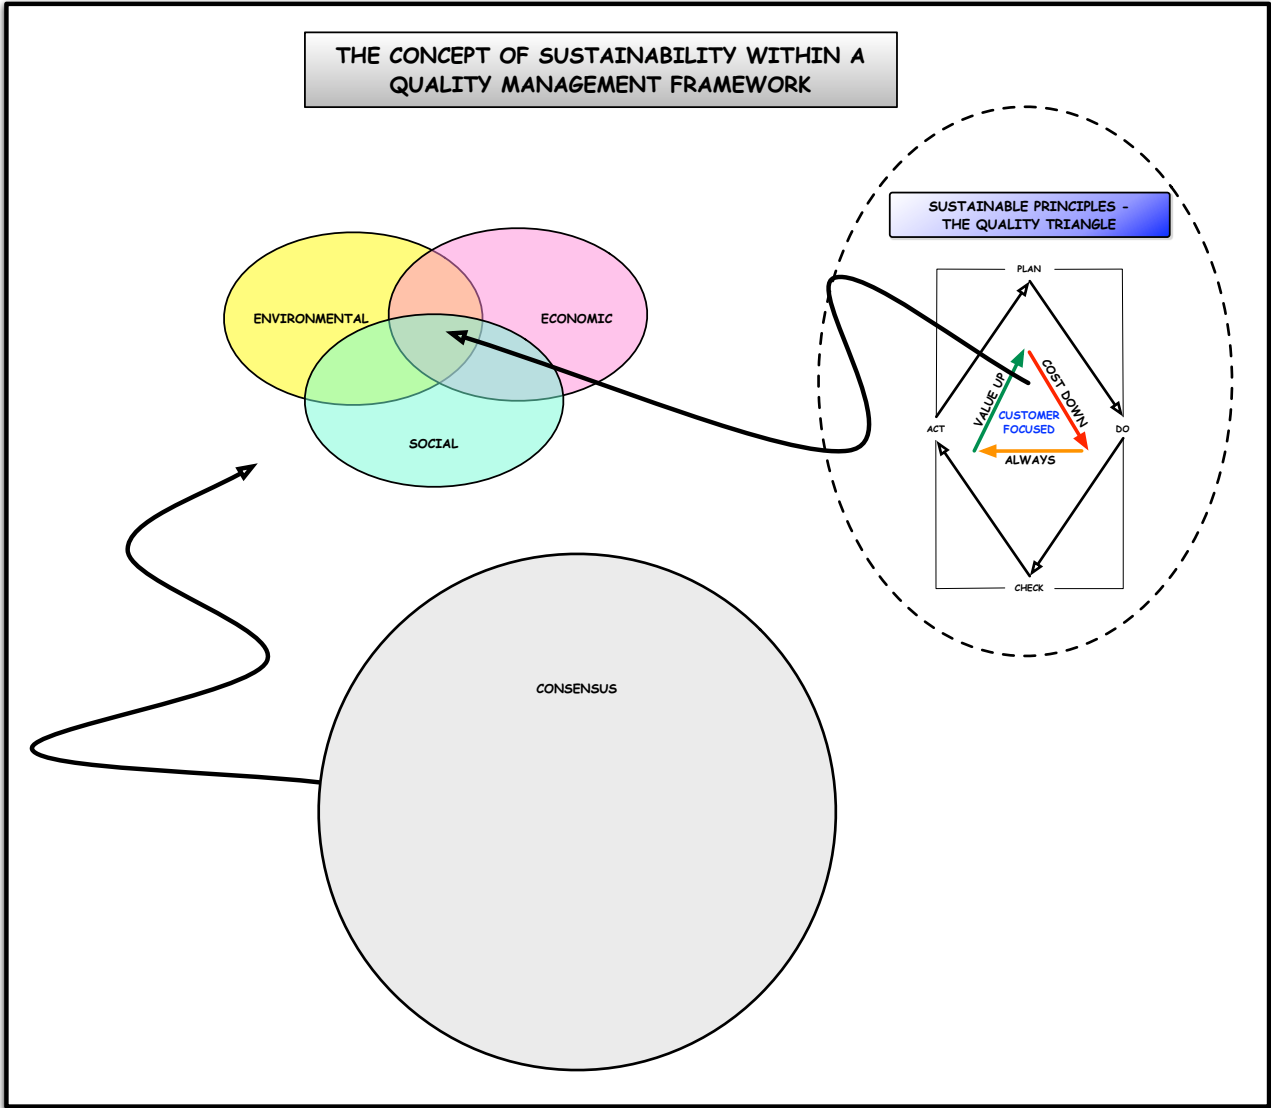 THE CONCEPT OF SUSTAINABILITY WITHIN A
QUALITY MANAGEMENT FRAMEWORK
SUSTAINABLE PRINCIPLES -
THE QUALITY TRIANGLE
PLAN
ENVIRONMENTAL
ECONOMIC
SOCIAL
VALUE UP
COST DOWN
CUSTOMER
FOCUSED
ACT
DO
ALWAYS
CHECK
CONSENSUS